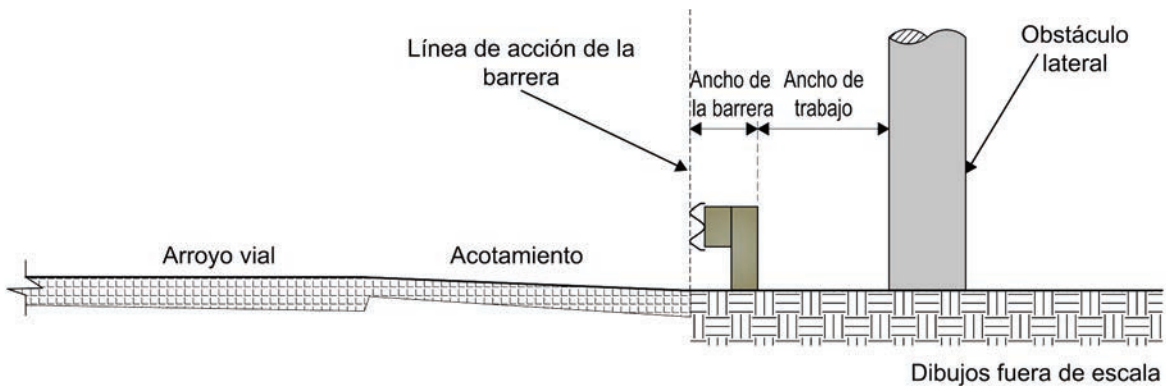 Línea de acción de la
barrera
Ancho de
la barrera
Ancho de
trabajo
Obstáculo
lateral
Arroyo vial
Acotamiento
Dibujos fuera de escala